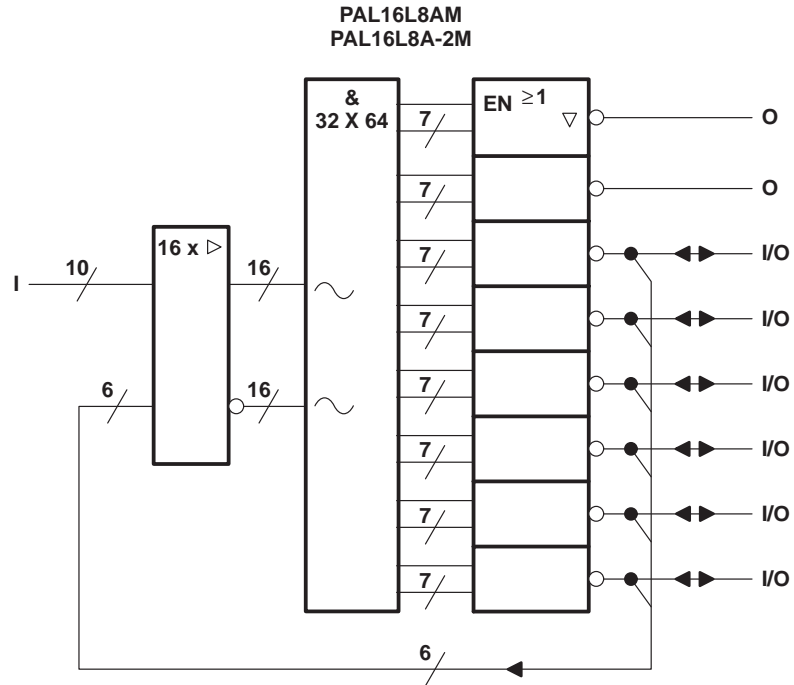 PAL16L8AM
PAL16L8A-2M
&
32 X 64
EN ≥1
7
O
7
O
16 x
7
I/O
I
10
16
7
I/O
6
16
7
I/O
7
I/O
7
I/O
7
I/O
6